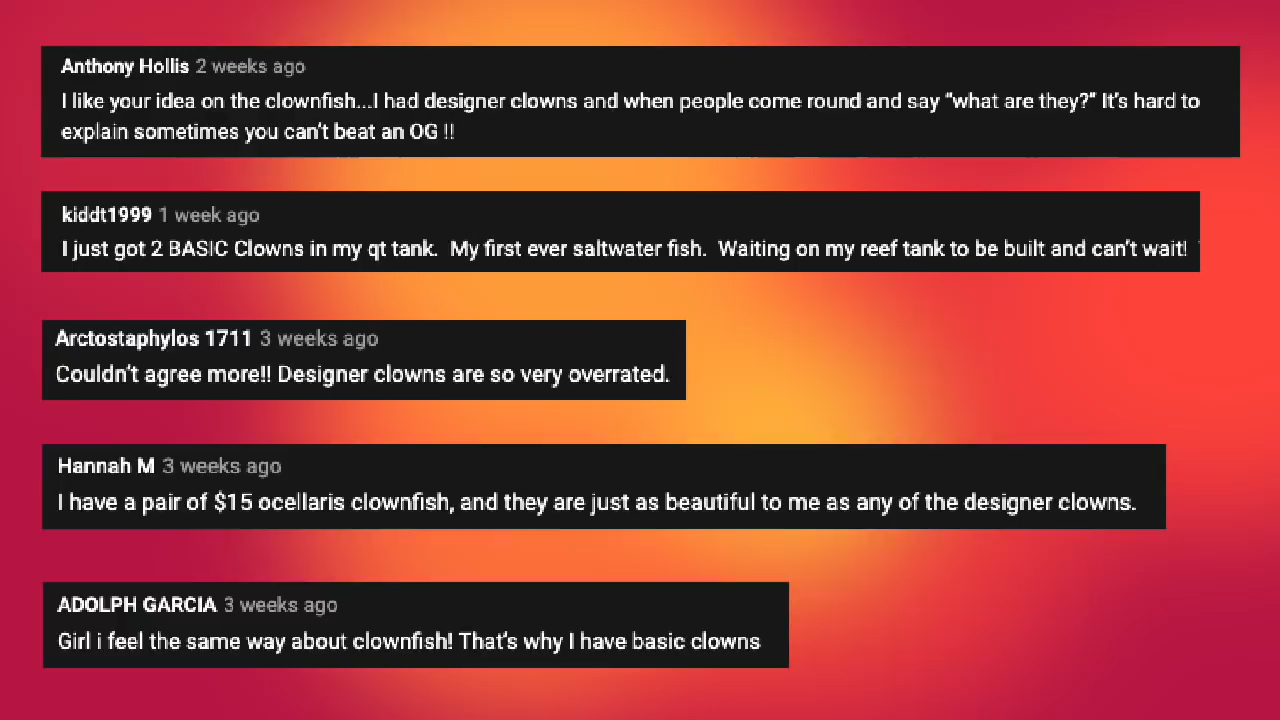 Anthony Hollis 2 weeks ago
I like your idea on the clownfish...I had designer clowns and when people come round and say “what are they?” It’s hard to
explain sometimes you can’t beat an OG !!
kiddt1999 1 week ago
I just got 2 BASIC Clowns in my qt tank. My first ever saltwater fish. Waiting on my reef tank to be built and can’t wait!
Arctostaphylos 1711 3 weeks ago
Couldn’t agree more!! Designer clowns are so very overrated.
Hannah M 3 weeks ago
I have a pair of $15 ocellaris clownfish, and they are just as beautiful to me as any of the designer clowns.
ADOLPH GARCIA 3 weeks ago
Girl i feel the same way about clownfish! That’s why I have basic clowns